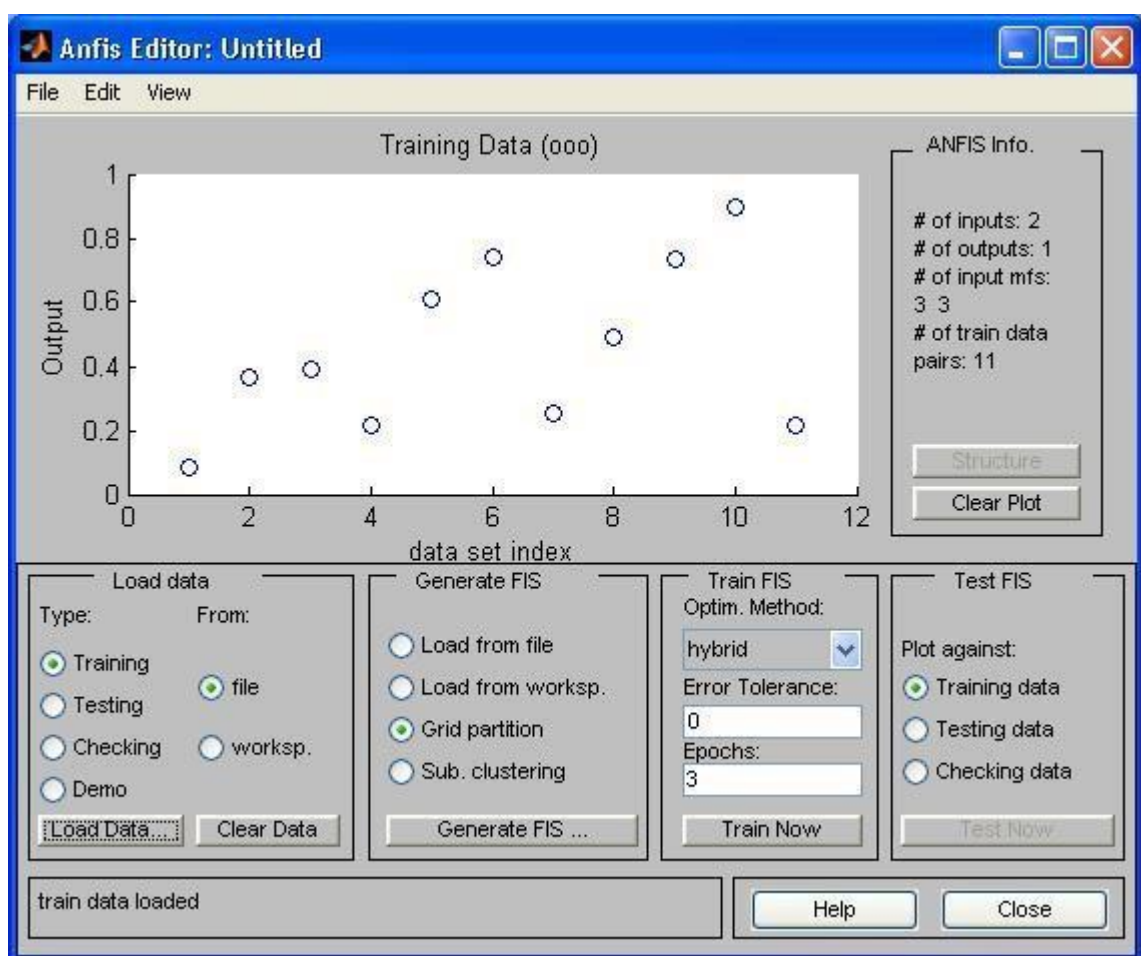 Anfis Editor: Untitled
File Edit View
Training Data (ooo)
1
0.8
0.6
0.4
0.2
0
Output
0 2 4 6 8 10 12
data set index
ANFIS Info.
# of inputs: 2
# of outputs: 1
# of input mfs:
3 3
# of train data
pairs: 11
Structure
Clear Plot
Load data
Type: From:
Training
file
Testing
Checking
worksp.
Demo
Load Data... Clear Data
Generate FIS
Load from file
Load from worksp.
Grid partition
Sub. clustering
Generate FIS ...
Train FIS
Optim. Method:
hybrid
Error Tolerance:
0
Epochs:
3
Train Now
Test FIS
Plot against:
Training data
Testing data
Checking data
Test Now
train data loaded
Help Close